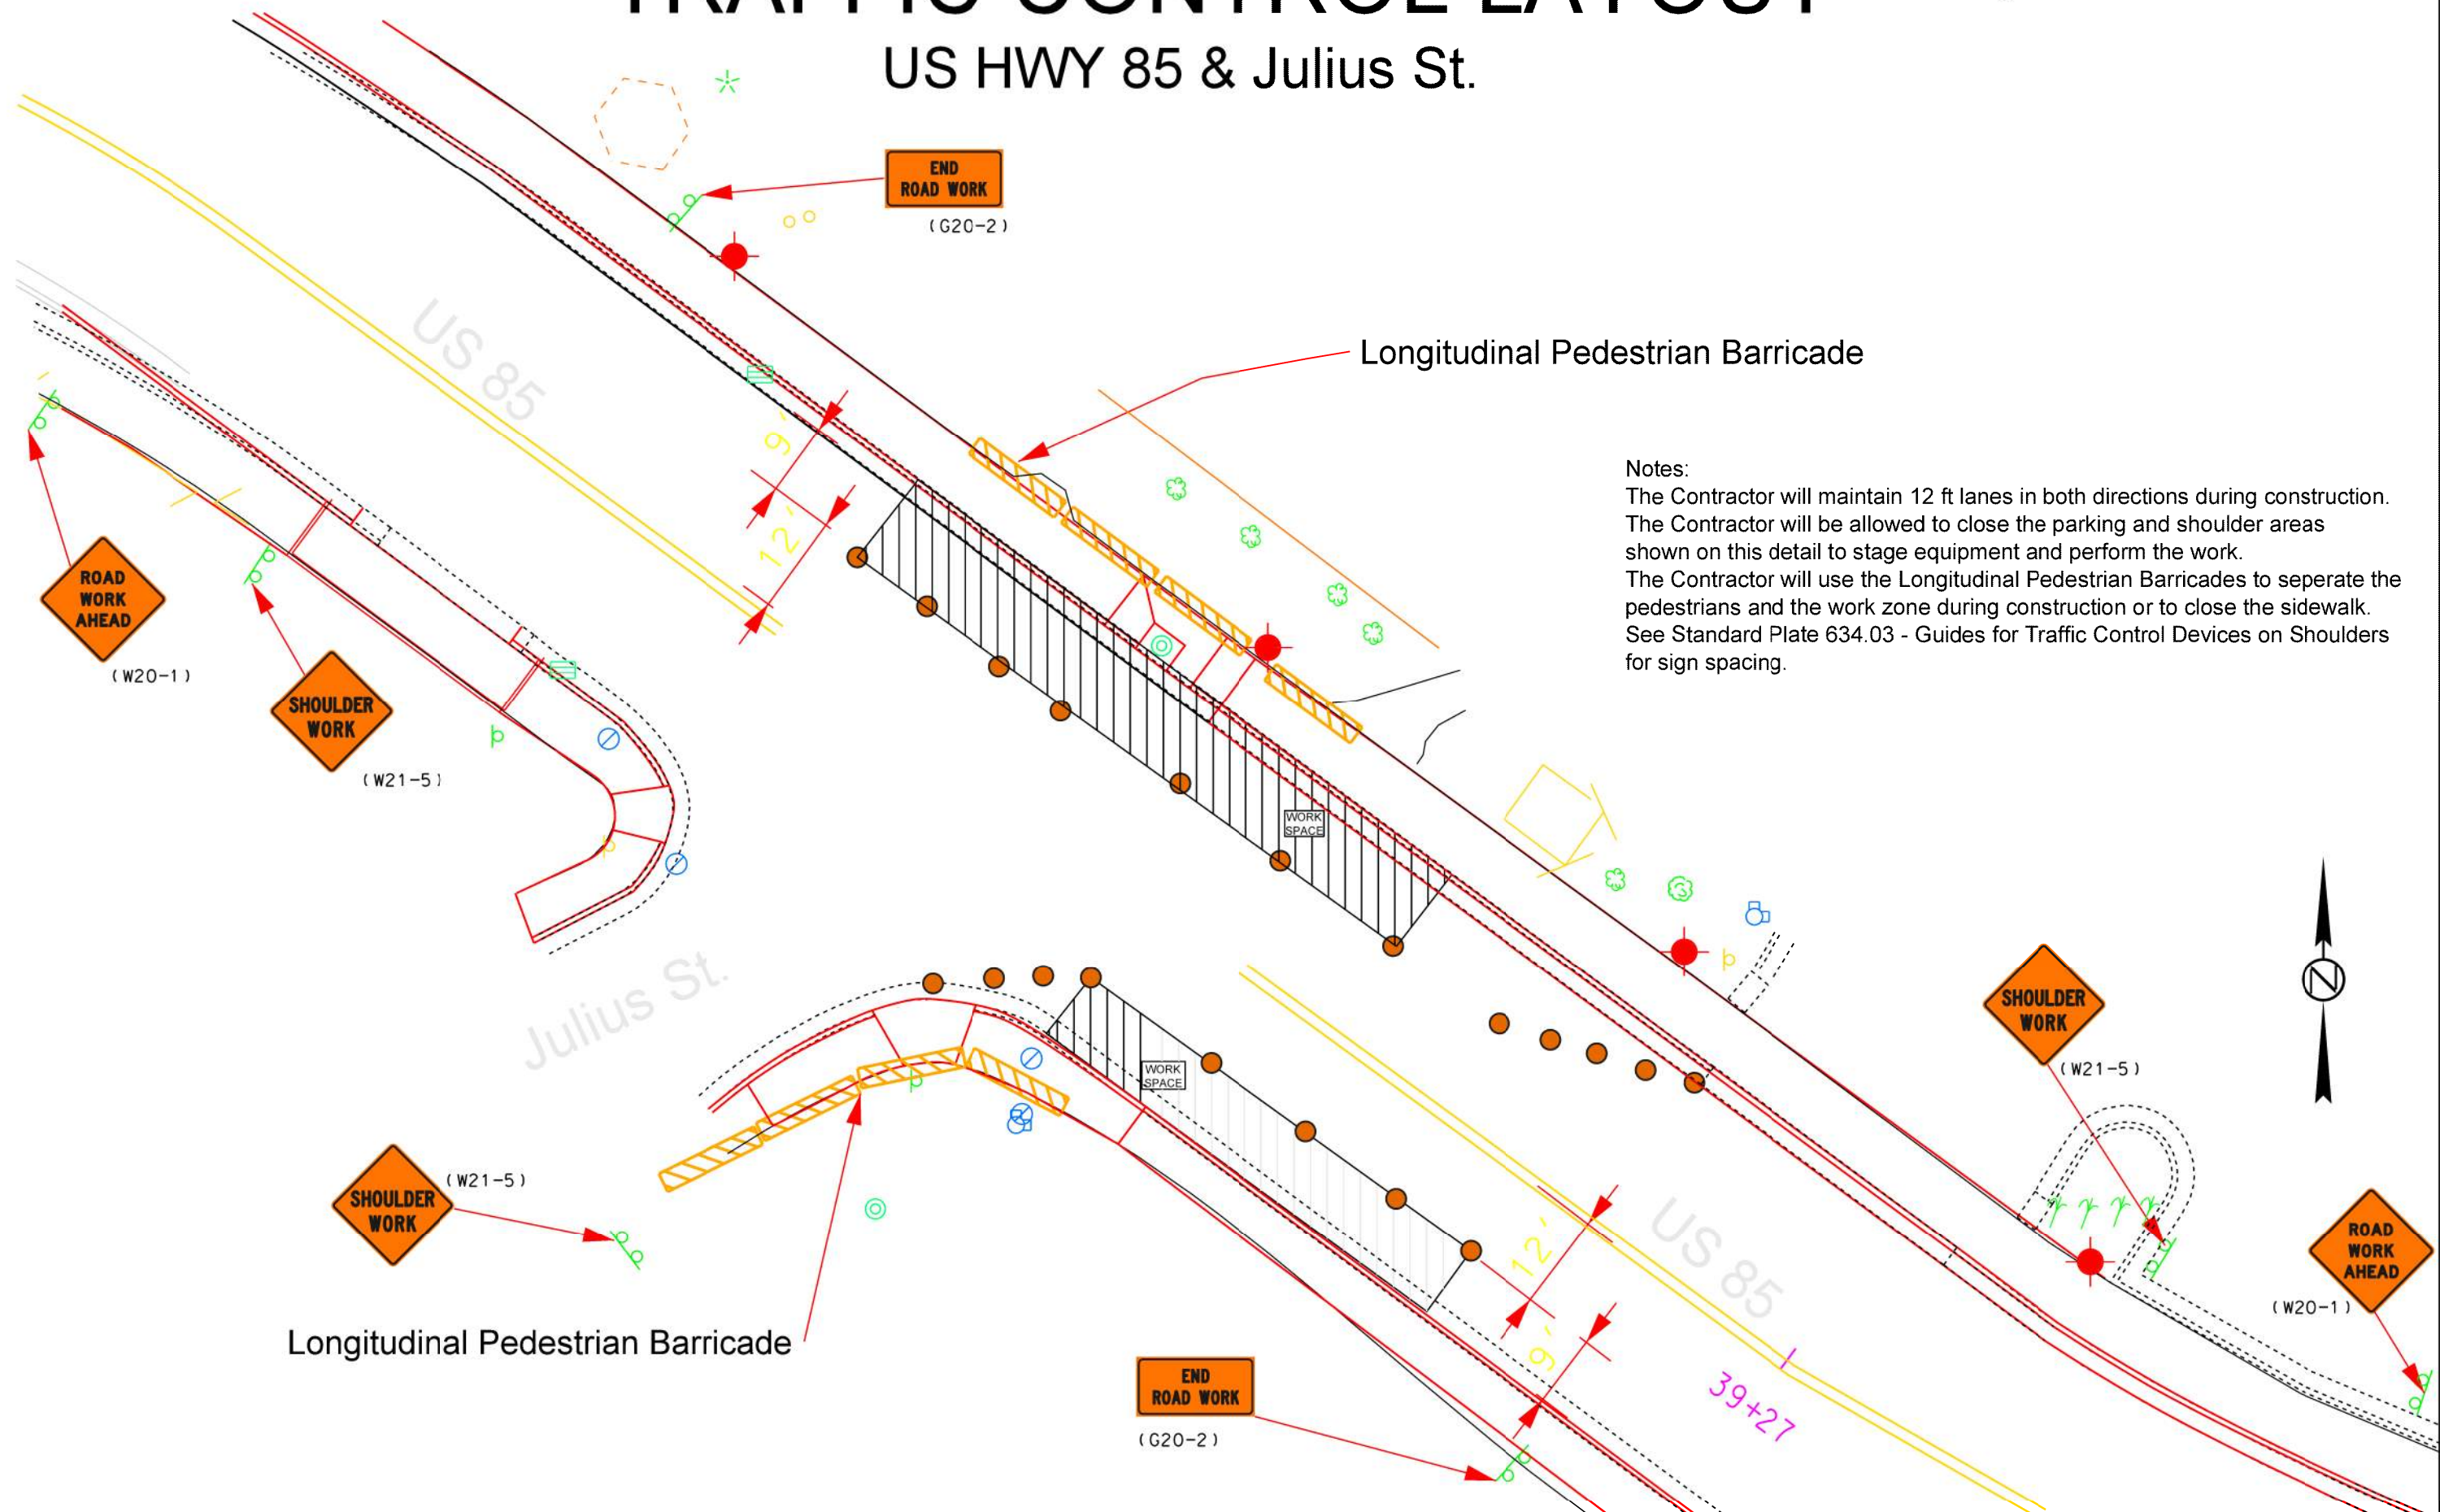 TRAFFIC CONTROL LAYOUT
US HWY 85 & Julius St.
END
ROAD WORK
(G20-2)
US 85
Longitudinal Pedestrian Barricade
9'
12'
Notes:
The Contractor will maintain 12 ft lanes in both directions during construction.
The Contractor will be allowed to close the parking and shoulder areas
shown on this detail to stage equipment and perform the work.
The Contractor will use the Longitudinal Pedestrian Barricades to seperate the
pedestrians and the work zone during construction or to close the sidewalk.
See Standard Plate 634.03 - Guides for Traffic Control Devices on Shoulders
for sign spacing.
ROAD
WORK
AHEAD
(W20-1)
SHOULDER
WORK
(W21-5)
WORK
SPACE
Julius St.
N
SHOULDER
WORK
(W21-5)
WORK
SPACE
SHOULDER
WORK
(W21-5)
12'
9'
US 85
ROAD
WORK
AHEAD
(W20-1)
Longitudinal Pedestrian Barricade
END
ROAD WORK
(G20-2)
39+27